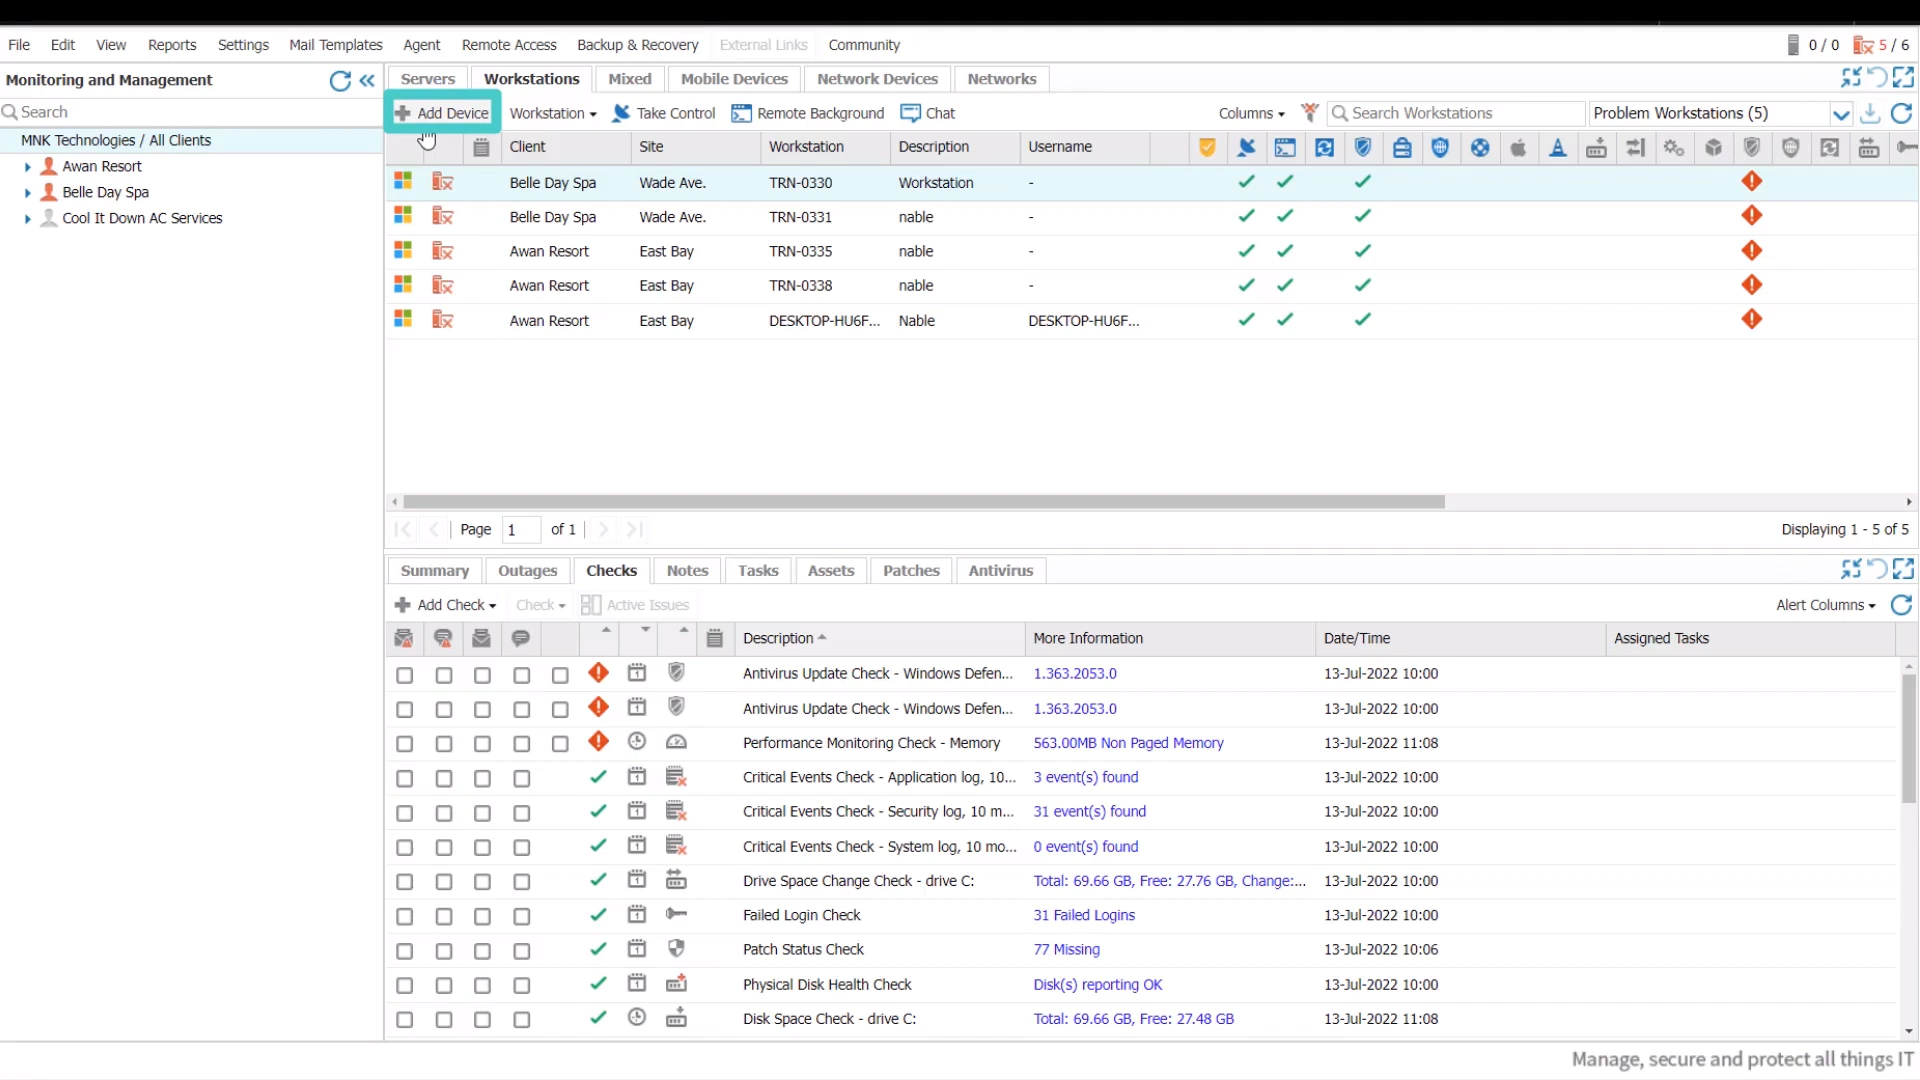 File Edit View Reports Settings Mail Templates Agent Remote Access Backup & Recovery External Links Community 0 / 0 5 / 6
Monitoring and Management
Servers Workstations Mixed Mobile Devices Network Devices Networks
Search
Add Device Workstation Take Control Remote Background Chat Columns Search Workstations Problem Workstations (5)
MNK Technologies / All Clients
Awan Resort
Belle Day Spa
Cool It Down AC Services
Client Site Workstation Description Username
Belle Day Spa Wade Ave. TRN-0330 Workstation -
Belle Day Spa Wade Ave. TRN-0331 nable -
Awan Resort East Bay TRN-0335 nable -
Awan Resort East Bay TRN-0338 nable -
Awan Resort East Bay DESKTOP-HU6F... Nable DESKTOP-HU6F...
Page 1 of 1 Displaying 1 - 5 of 5
Summary Outages Checks Notes Tasks Assets Patches Antivirus
Add Check Check Active Issues Alert Columns
Description More Information Date/Time Assigned Tasks
Antivirus Update Check - Windows Defen... 1.363.2053.0 13-Jul-2022 10:00
Antivirus Update Check - Windows Defen... 1.363.2053.0 13-Jul-2022 10:00
Performance Monitoring Check - Memory 563.00MB Non Paged Memory 13-Jul-2022 11:08
Critical Events Check - Application log, 10... 3 event(s) found 13-Jul-2022 10:00
Critical Events Check - Security log, 10 m... 31 event(s) found 13-Jul-2022 10:00
Critical Events Check - System log, 10 mo... 0 event(s) found 13-Jul-2022 10:00
Drive Space Change Check - drive C: Total: 69.66 GB, Free: 27.76 GB, Change:... 13-Jul-2022 10:00
Failed Login Check 31 Failed Logins 13-Jul-2022 10:00
Patch Status Check 77 Missing 13-Jul-2022 10:06
Physical Disk Health Check Disk(s) reporting OK 13-Jul-2022 10:00
Disk Space Check - drive C: Total: 69.66 GB, Free: 27.48 GB 13-Jul-2022 11:08
Manage, secure and protect all things IT